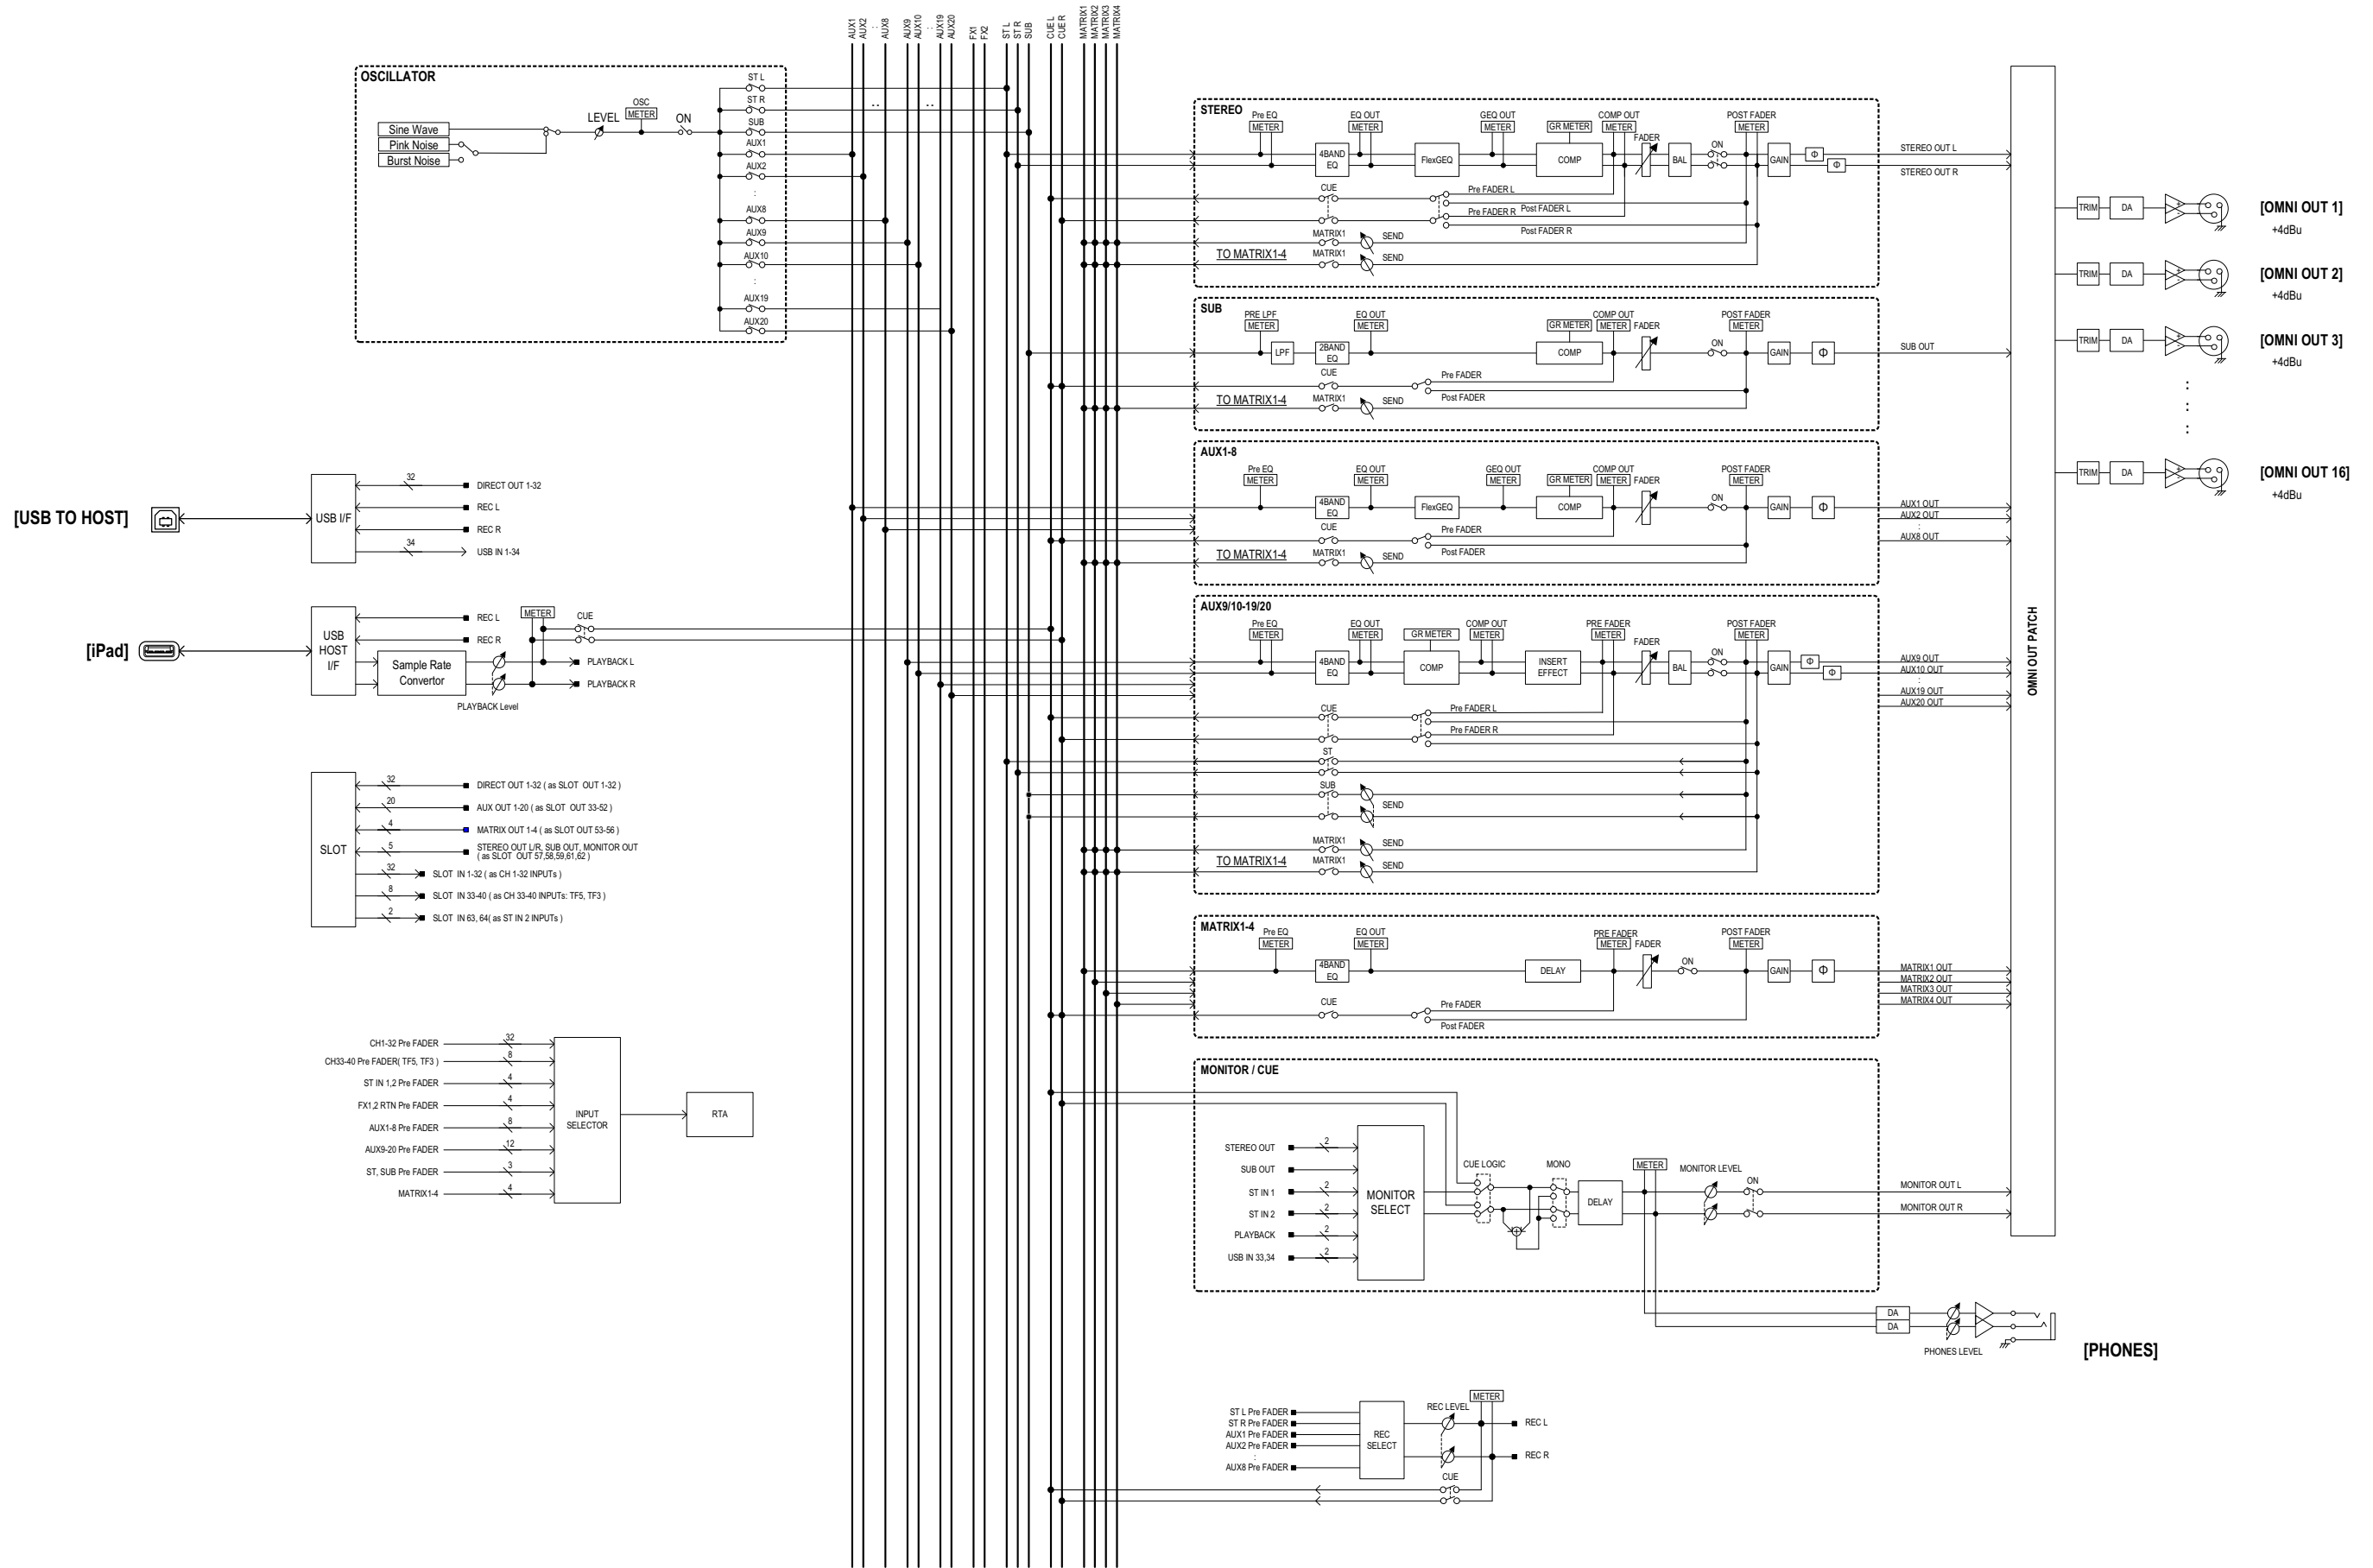 AUX1
AUX2
:
AUX8
AUX9
AUX10
:
AUX19
AUX20
FX1
FX2
ST L
ST R
SUB
CUE L
CUE R
MATRIX1
MATRIX2
MATRIX3
MATRIX4
OSCILLATOR
Sine Wave
Pink Noise
Burst Noise
LEVEL
OSC
METER
ON
ST L
ST R
SUB
AUX1
AUX2
:
AUX8
AUX9
AUX10
:
AUX19
AUX20
[USB TO HOST]
USB I/F
32
DIRECT OUT 1-32
REC L
REC R
34
USB IN 1-34
[iPad]
USB
HOST
I/F
REC L
REC R
Sample Rate
Convertor
METER
CUE
PLAYBACK L
PLAYBACK R
PLAYBACK Level
SLOT
32
DIRECT OUT 1-32 ( as SLOT OUT 1-32 )
20
AUX OUT 1-20 ( as SLOT OUT 33-52 )
4
MATRIX OUT 1-4 ( as SLOT OUT 53-56 )
5
STEREO OUT L/R, SUB OUT, MONITOR OUT
( as SLOT OUT 57,58,59,61,62 )
32
SLOT IN 1-32 ( as CH 1-32 INPUTs )
8
SLOT IN 33-40 ( as CH 33-40 INPUTs: TF5, TF3 )
2
SLOT IN 63, 64( as ST IN 2 INPUTs )
CH1-32 Pre FADER
32
CH33-40 Pre FADER( TF5, TF3 )
8
ST IN 1,2 Pre FADER
4
FX1,2 RTN Pre FADER
4
AUX1-8 Pre FADER
8
AUX9-20 Pre FADER
12
ST, SUB Pre FADER
3
MATRIX1-4
4
INPUT
SELECTOR
RTA
STEREO
Pre EQ
METER
4BAND
EQ
EQ OUT
METER
FlexGEQ
GEQ OUT
METER
GR METER
COMP
COMP OUT
METER
FADER
BAL
ON
POST FADER
METER
GAIN
Φ
Φ
STEREO OUT L
STEREO OUT R
CUE
Pre FADER L
Post FADER L
Pre FADER R
Post FADER R
MATRIX1
SEND
TO MATRIX1-4
MATRIX1
SEND
SUB
PRE LPF
METER
LPF
2BAND
EQ
EQ OUT
METER
GR METER
COMP
COMP OUT
METER
FADER
ON
POST FADER
METER
GAIN
Φ
SUB OUT
CUE
Pre FADER
Post FADER
TO MATRIX1-4
MATRIX1
SEND
AUX1-8
Pre EQ
METER
4BAND
EQ
EQ OUT
METER
FlexGEQ
GEQ OUT
METER
GR METER
COMP
COMP OUT
METER
FADER
ON
POST FADER
METER
GAIN
Φ
AUX1 OUT
AUX2 OUT
:
AUX8 OUT
CUE
Pre FADER
Post FADER
TO MATRIX1-4
MATRIX1
SEND
AUX9/10-19/20
Pre EQ
METER
4BAND
EQ
EQ OUT
METER
GR METER
COMP
COMP OUT
METER
INSERT
EFFECT
PRE FADER
METER
FADER
BAL
ON
POST FADER
METER
GAIN
Φ
Φ
AUX9 OUT
AUX10 OUT
:
AUX19 OUT
AUX20 OUT
CUE
Pre FADER L
Pre FADER R
ST
SUB
SEND
MATRIX1
SEND
TO MATRIX1-4
MATRIX1
SEND
MATRIX1-4
Pre EQ
METER
4BAND
EQ
EQ OUT
METER
DELAY
PRE FADER
METER
FADER
ON
POST FADER
METER
GAIN
Φ
MATRIX1 OUT
MATRIX2 OUT
MATRIX3 OUT
MATRIX4 OUT
CUE
Pre FADER
Post FADER
MONITOR / CUE
STEREO OUT
2
SUB OUT
ST IN 1
2
ST IN 2
2
PLAYBACK
2
USB IN 33,34
2
MONITOR
SELECT
CUE LOGIC
MONO
DELAY
METER
MONITOR LEVEL
ON
MONITOR OUT L
MONITOR OUT R
DA
DA
PHONES LEVEL
[PHONES]
ST L Pre FADER
ST R Pre FADER
AUX1 Pre FADER
AUX2 Pre FADER
:
AUX8 Pre FADER
REC
SELECT
REC LEVEL
METER
REC L
REC R
CUE
OMNI OUT PATCH
TRIM
DA
+
-
[OMNI OUT 1]
+4dBu
TRIM
DA
+
-
[OMNI OUT 2]
+4dBu
TRIM
DA
+
-
[OMNI OUT 3]
+4dBu
:
:
:
TRIM
DA
+
-
[OMNI OUT 16]
+4dBu